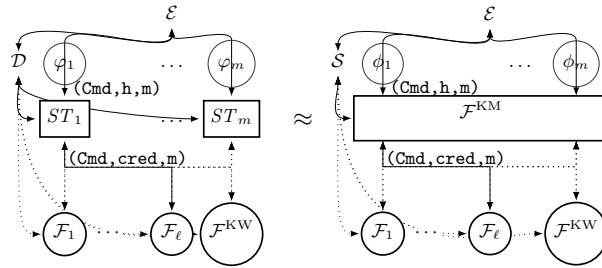 ℰ ℰ
𝒟 φ₁ ... φₘ 𝒮 ϕ₁ ... ϕₘ
(Cmd,h,m) (Cmd,h,m)
ST₁ ... STₘ ≈ ℱᴷᴹ
(Cmd,cred,m) (Cmd,cred,m)
ℱ₁ ... ℱℓ ℱᴷᵂ ℱ₁ ... ℱℓ ℱᴷᵂ